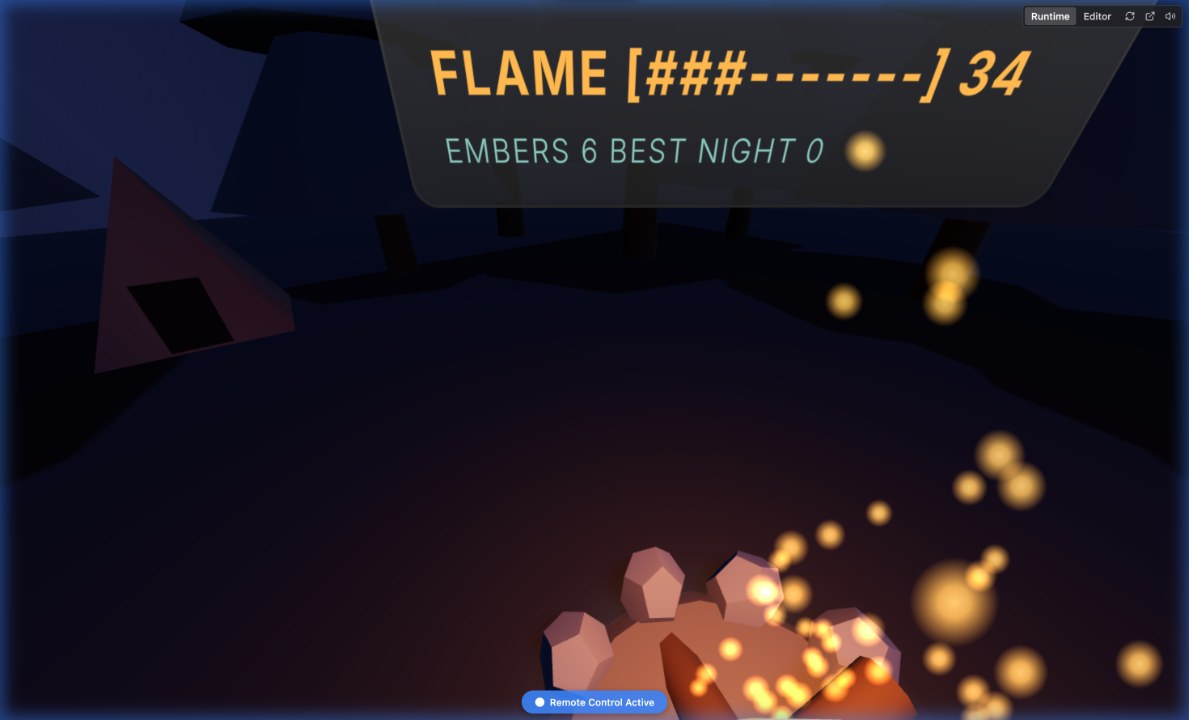 Runtime Editor
FLAME [###-------] 34
EMBERS 6 BEST NIGHT 0
Remote Control Active